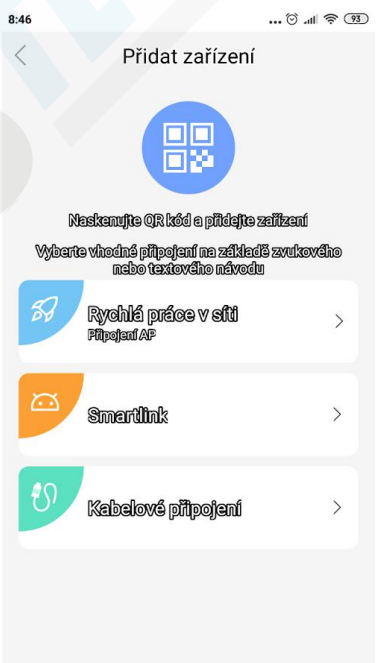 8:46
93
Přidat zařízení
Naskenujte QR kód a přidejte zařízení
Vyberte vhodné připojení na základě zvukového
nebo textového návodu
Rychlá práce v síti
Připojení AP
Smartlink
Kabelové připojení